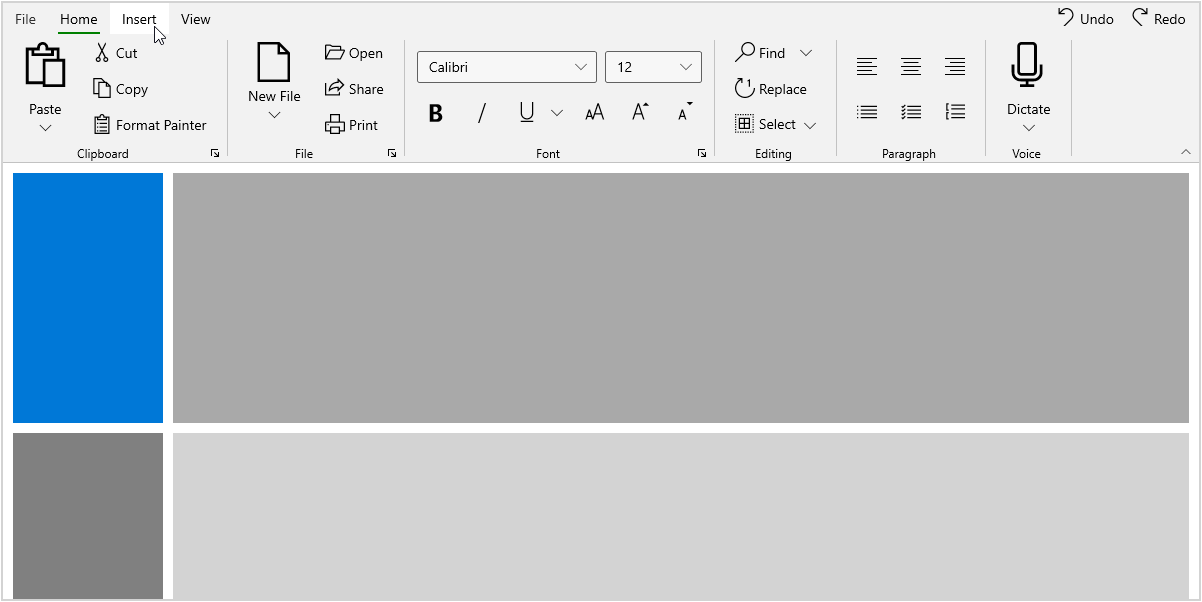 File Home Insert View Undo Redo
Paste
Cut
Copy
Format Painter
Clipboard
New File
Open
Share
Print
File
Calibri 12
B I U AA A A
Font
Find
Replace
Select
Editing
Paragraph
Dictate
Voice